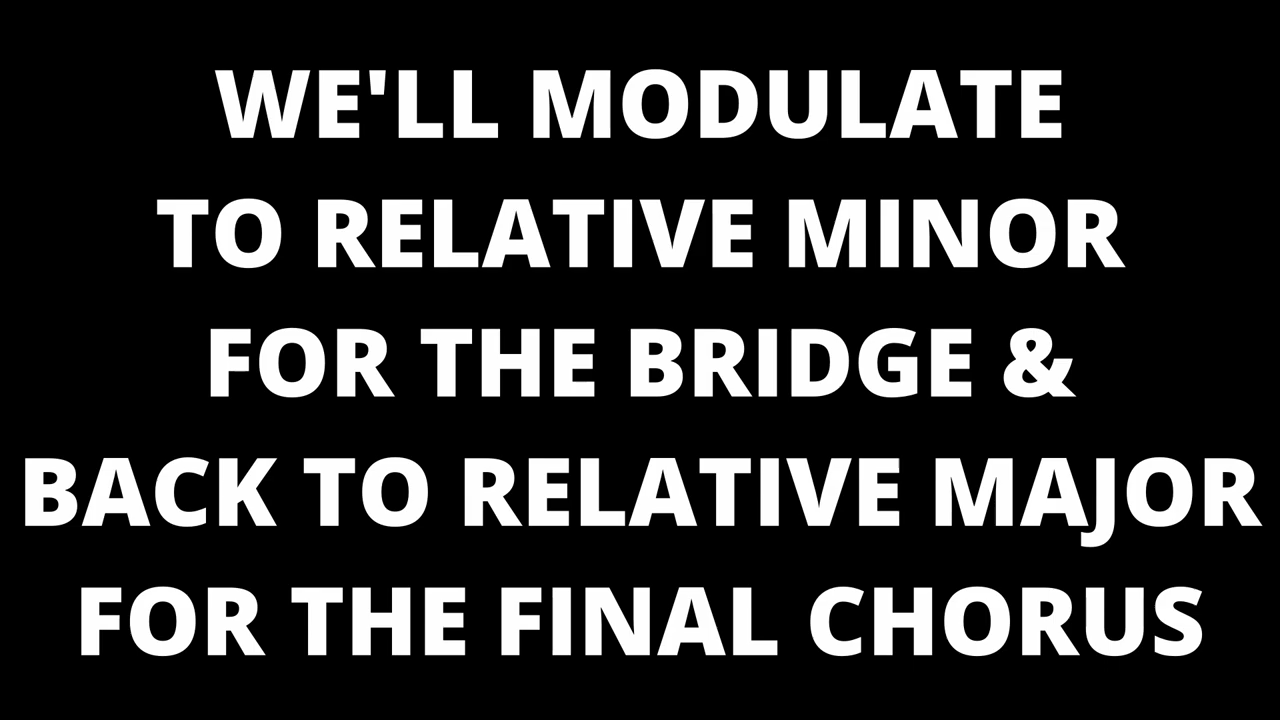 WE'LL MODULATE
TO RELATIVE MINOR
FOR THE BRIDGE &
BACK TO RELATIVE MAJOR
FOR THE FINAL CHORUS